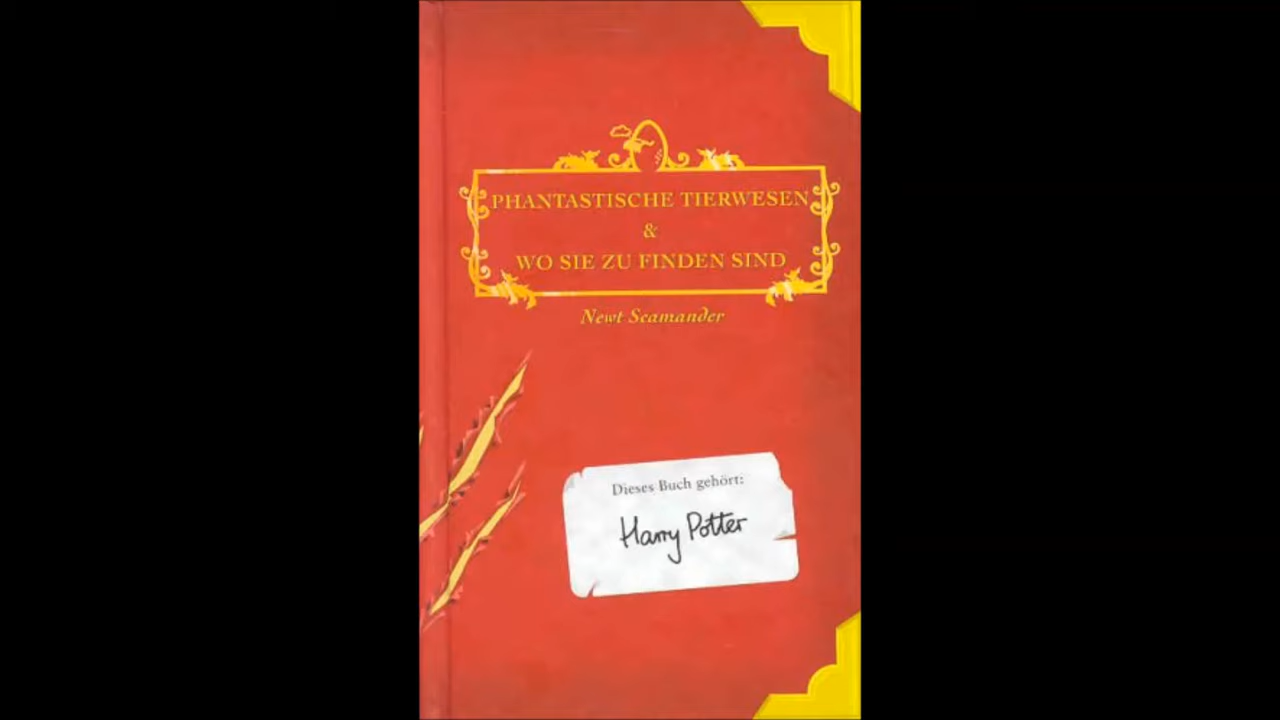 PHANTASTISCHE TIERWESEN
&
WO SIE ZU FINDEN SIND
Newt Scamander
Dieses Buch gehört:
Harry Potter